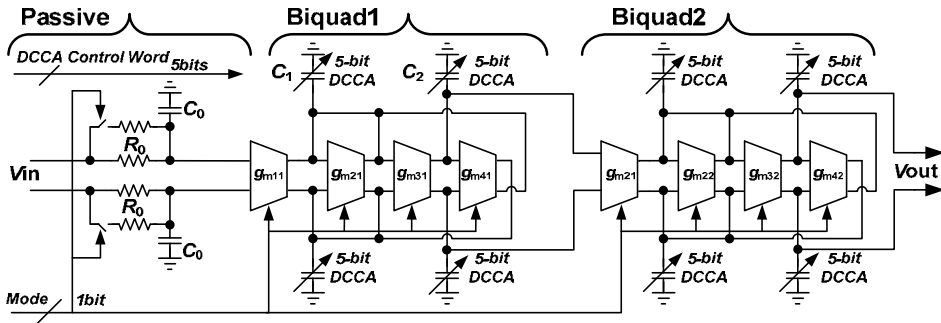 Passive Biquad1 Biquad2
DCCA Control Word 5bits
C1 5-bit DCCA C2 5-bit DCCA 5-bit DCCA 5-bit DCCA
C0
R0
Vin gm11 gm21 gm31 gm41 gm21 gm22 gm32 gm42 Vout
R0
C0
5-bit DCCA 5-bit DCCA 5-bit DCCA 5-bit DCCA
Mode 1bit